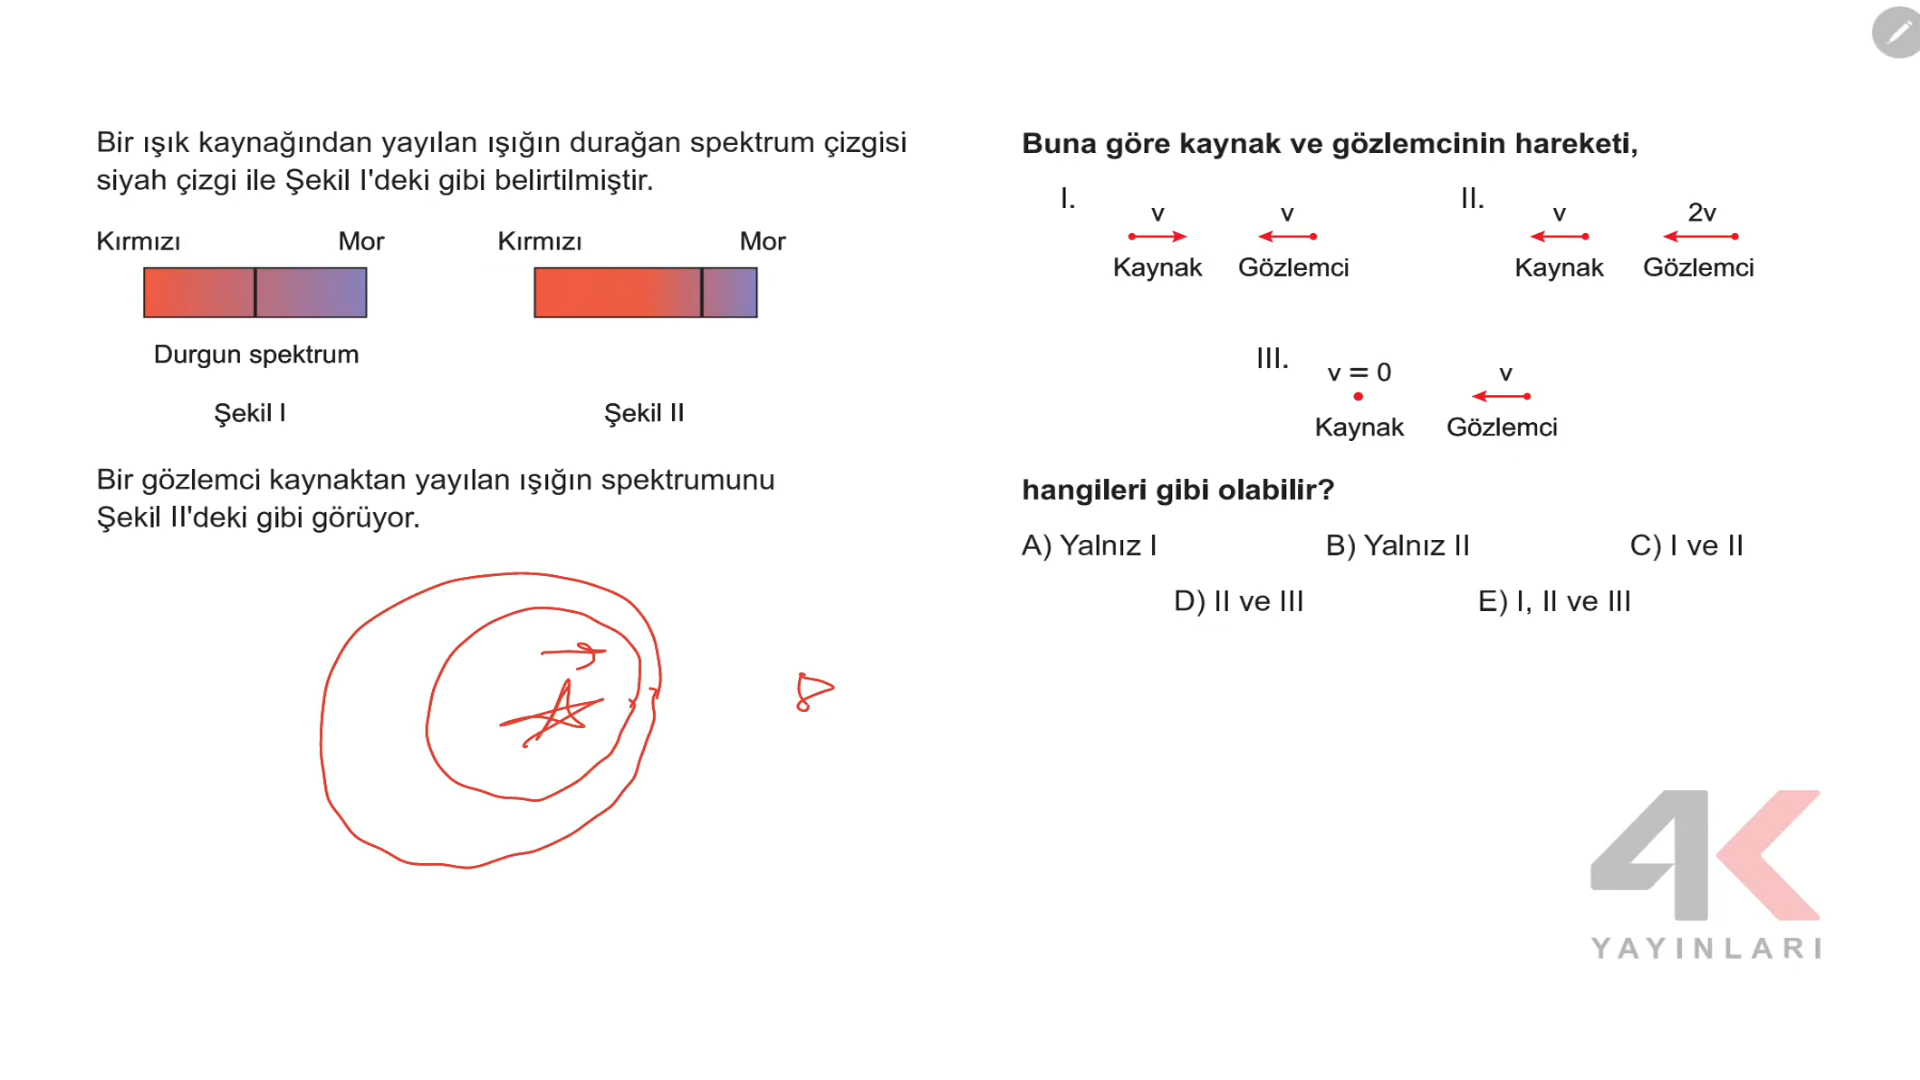 Bir ışık kaynağından yayılan ışığın durağan spektrum çizgisi
siyah çizgi ile Şekil I'deki gibi belirtilmiştir.
Kırmızı Mor
Kırmızı Mor
Durgun spektrum
Şekil I
Şekil II
Bir gözlemci kaynaktan yayılan ışığın spektrumunu
Şekil II'deki gibi görüyor.
Buna göre kaynak ve gözlemcinin hareketi,
I.
v v
Kaynak Gözlemci
II.
v 2v
Kaynak Gözlemci
III.
v = 0 v
Kaynak Gözlemci
hangileri gibi olabilir?
A) Yalnız I B) Yalnız II C) I ve II
D) II ve III E) I, II ve III
4K
YAYINLARI